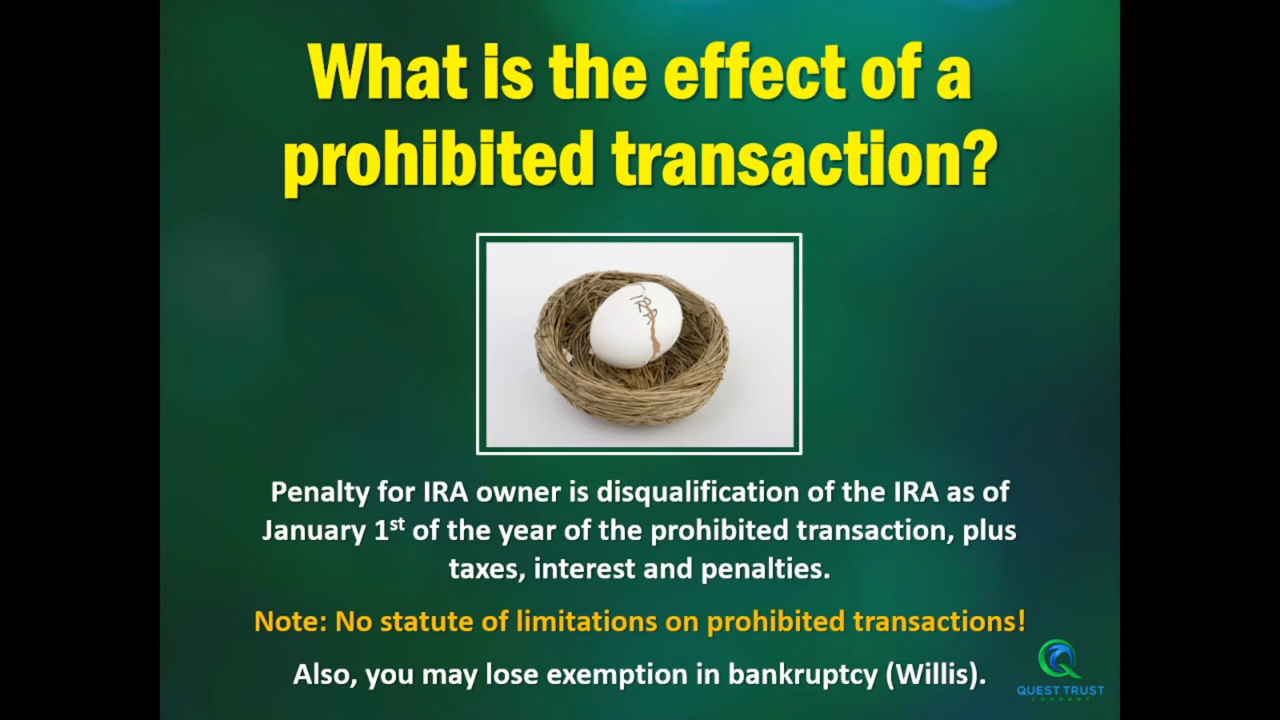 What is the effect of a
prohibited transaction?
IRA
Penalty for IRA owner is disqualification of the IRA as of
January 1st of the year of the prohibited transaction, plus
taxes, interest and penalties.
Note: No statute of limitations on prohibited transactions!
Also, you may lose exemption in bankruptcy (Willis).
QUEST TRUST
COMPANY